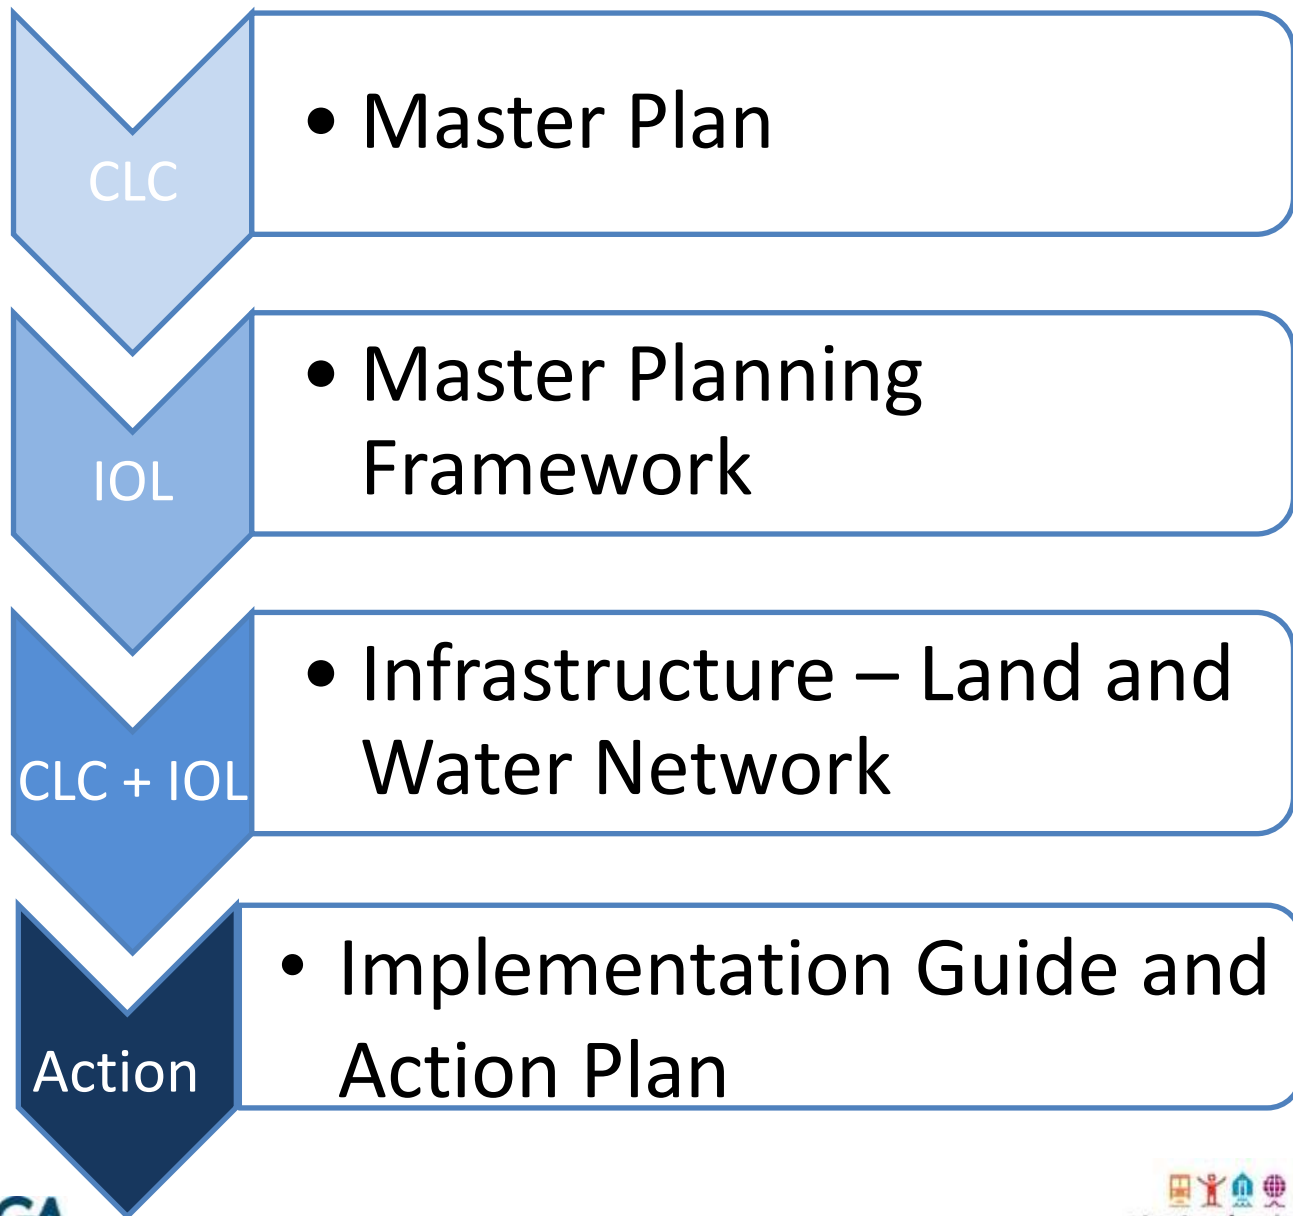 CLC
• Master Plan
IOL
• Master Planning
Framework
CLC + IOL
• Infrastructure – Land and
Water Network
Action
• Implementation Guide and
Action Plan